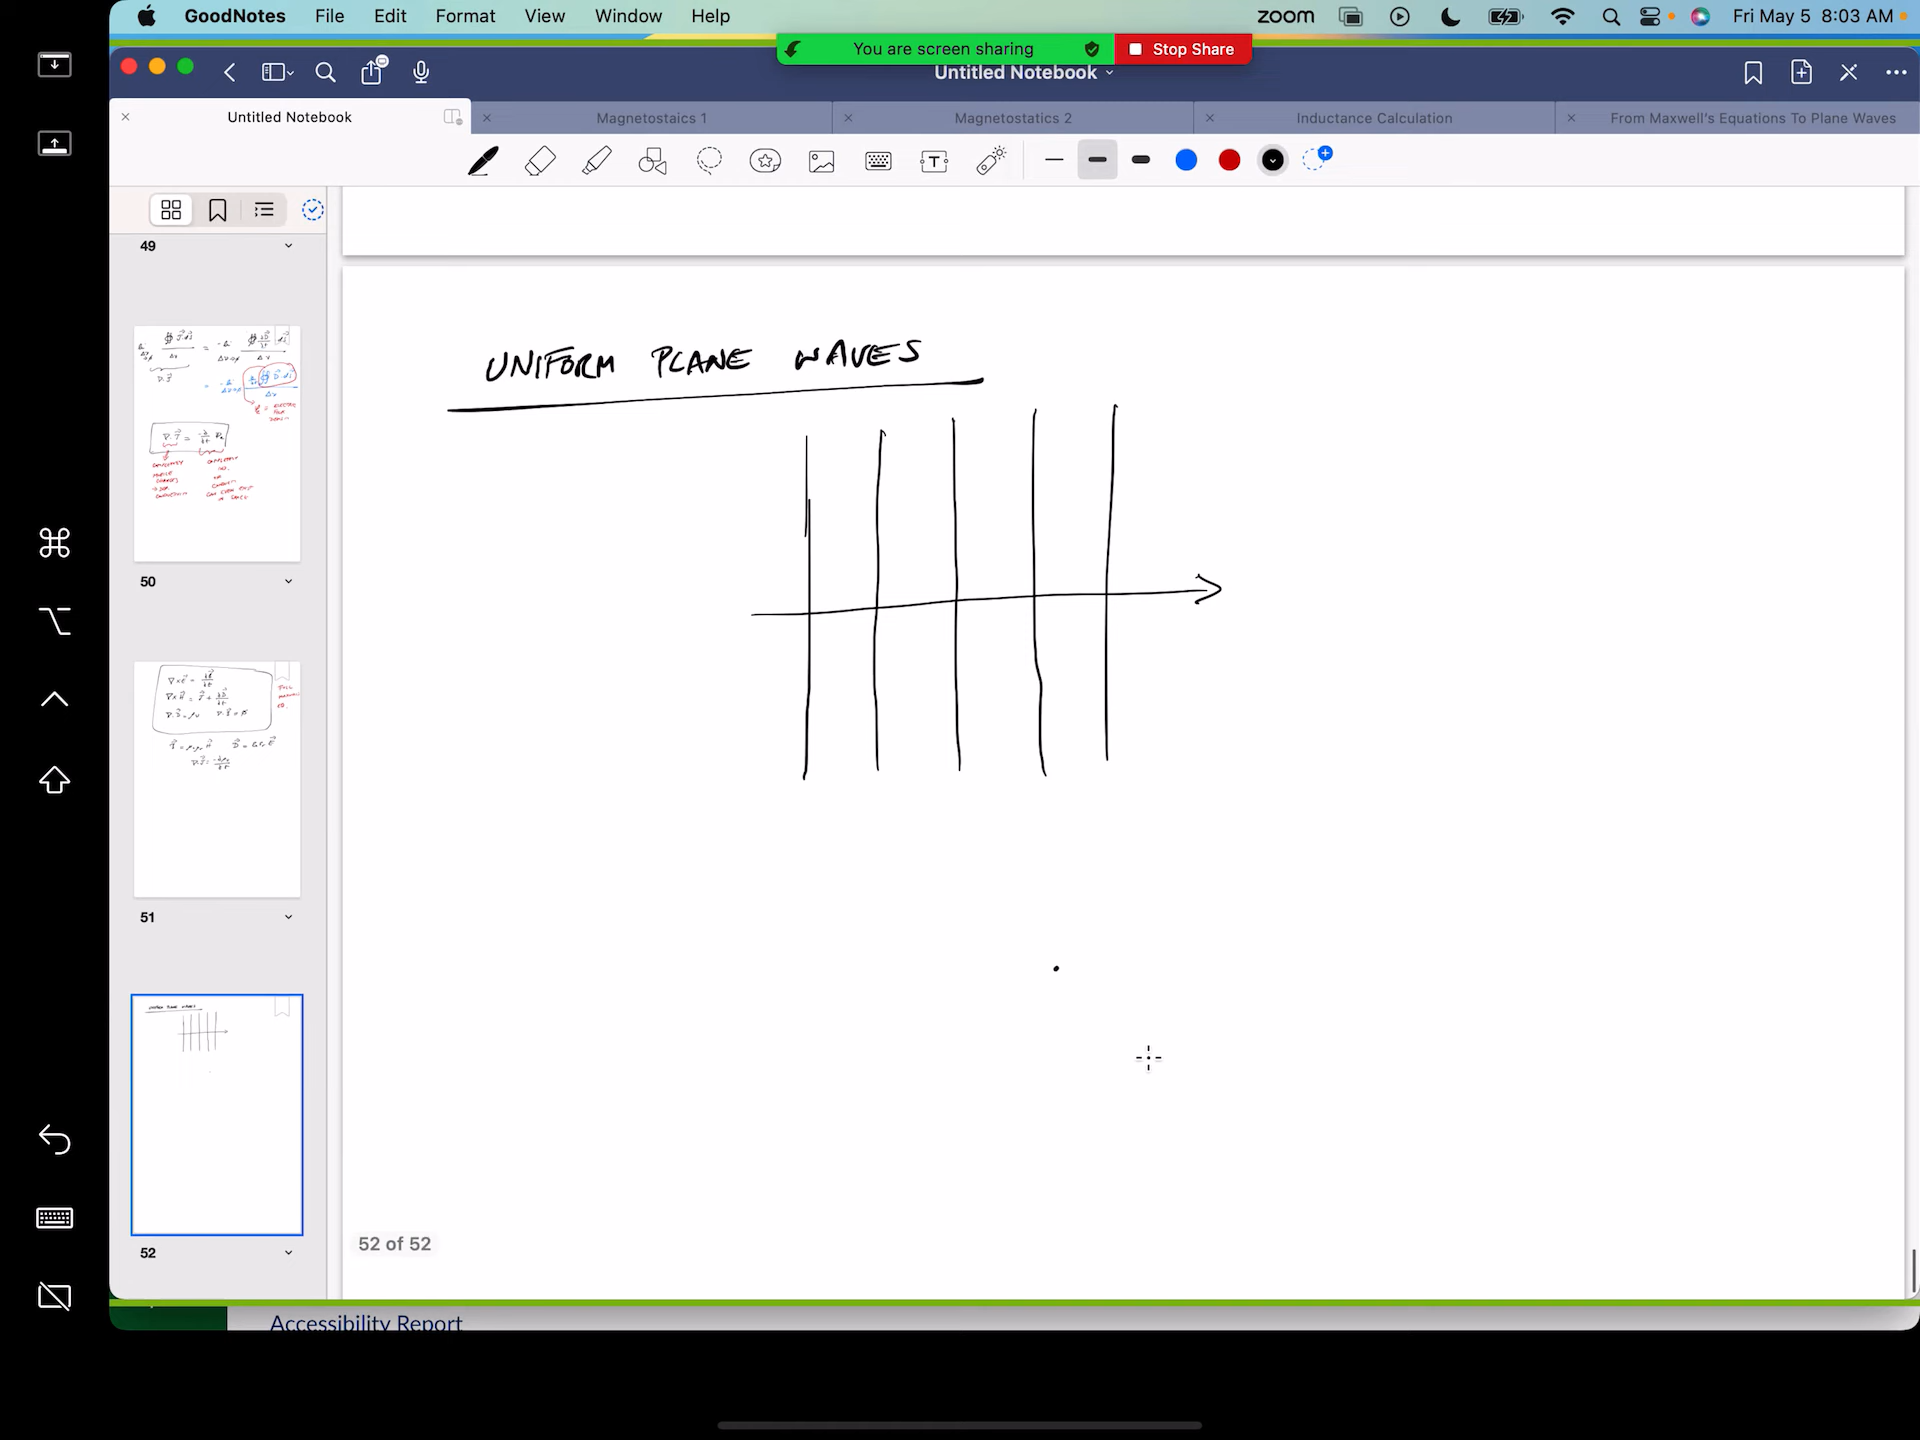 GoodNotes File Edit Format View Window Help zoom Fri May 5 8:03 AM
You are screen sharing Stop Share
Untitled Notebook
Untitled Notebook Magnetostaics 1 Magnetostatics 2 Inductance Calculation From Maxwell's Equations To Plane Waves
49
50
51
52
UNIFORM PLANE WAVES
52 of 52
Accessibility Report